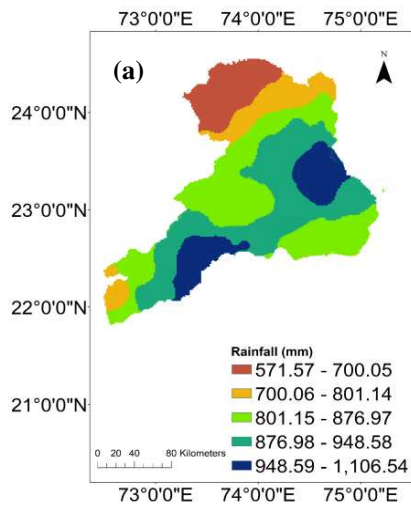 73°0'0"E 74°0'0"E 75°0'0"E
(a)
N
24°0'0"N
23°0'0"N
22°0'0"N
21°0'0"N
Rainfall (mm)
571.57 - 700.05
700.06 - 801.14
801.15 - 876.97
876.98 - 948.58
948.59 - 1,106.54
0 20 40 80 Kilometers
73°0'0"E 74°0'0"E 75°0'0"E